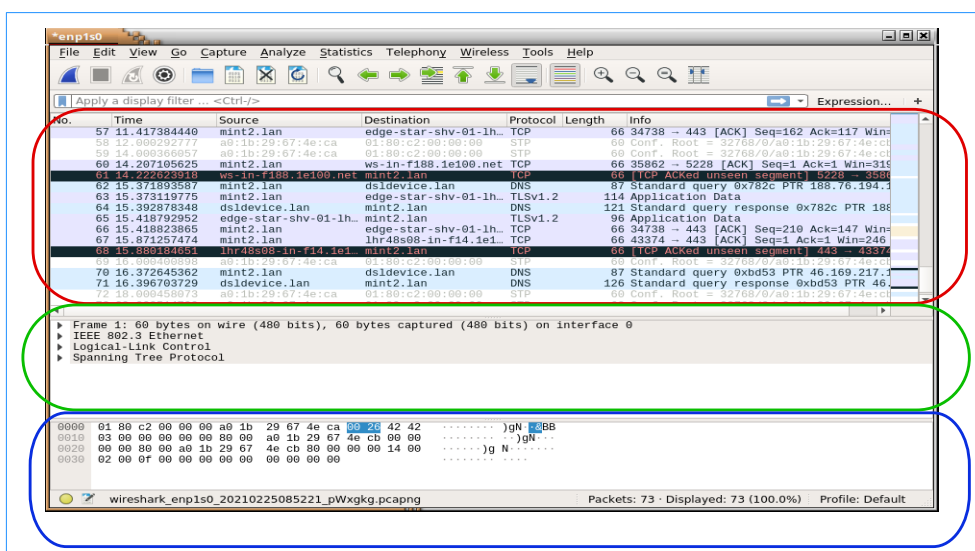 *enp1s0
File Edit View Go Capture Analyze Statistics Telephony Wireless Tools Help
Apply a display filter ... <Ctrl-/> Expression... +
No. Time Source Destination Protocol Length Info
57 11.417384440 mint2.lan edge-star-shv-01-lh… TCP 66 34738 → 443 [ACK] Seq=162 Ack=117 Win=
58 12.000292777 a0:1b:29:67:4e:ca 01:80:c2:00:00:00 STP 60 Conf. Root = 32768/0/a0:1b:29:67:4e:cb
59 14.000366057 a0:1b:29:67:4e:ca 01:80:c2:00:00:00 STP 60 Conf. Root = 32768/0/a0:1b:29:67:4e:cb
60 14.207105625 mint2.lan ws-in-f188.1e100.net TCP 66 35862 → 5228 [ACK] Seq=1 Ack=1 Win=319
61 14.222623918 ws-in-f188.1e100.net mint2.lan TCP 66 [TCP ACKed unseen segment] 5228 → 3586
62 15.371893587 mint2.lan dsldevice.lan DNS 87 Standard query 0x782c PTR 188.76.194.1
63 15.373119775 mint2.lan edge-star-shv-01-lh… TLSv1.2 114 Application Data
64 15.392878348 dsldevice.lan mint2.lan DNS 121 Standard query response 0x782c PTR 188
65 15.418792952 edge-star-shv-01-lh… mint2.lan TLSv1.2 96 Application Data
66 15.418823865 mint2.lan edge-star-shv-01-lh… TCP 66 34738 → 443 [ACK] Seq=210 Ack=147 Win=
67 15.871257474 mint2.lan lhr48s08-in-f14.1e1… TCP 66 43374 → 443 [ACK] Seq=1 Ack=1 Win=246
68 15.880184651 lhr48s08-in-f14.1e1… mint2.lan TCP 66 [TCP ACKed unseen segment] 443 → 43374
69 16.000400898 a0:1b:29:67:4e:ca 01:80:c2:00:00:00 STP 60 Conf. Root = 32768/0/a0:1b:29:67:4e:cb
70 16.372645362 mint2.lan dsldevice.lan DNS 87 Standard query 0xbd53 PTR 46.169.217.1
71 16.396703729 dsldevice.lan mint2.lan DNS 126 Standard query response 0xbd53 PTR 46.
72 18.000458073 a0:1b:29:67:4e:ca 01:80:c2:00:00:00 STP 60 Conf. Root = 32768/0/a0:1b:29:67:4e:cb
Frame 1: 60 bytes on wire (480 bits), 60 bytes captured (480 bits) on interface 0
IEEE 802.3 Ethernet
Logical-Link Control
Spanning Tree Protocol
0000 01 80 c2 00 00 00 a0 1b 29 67 4e ca 00 26 42 42 ········ )gN··&BB
0010 03 00 00 00 00 00 80 00 a0 1b 29 67 4e cb 00 00 ········ ··)gN···
0020 00 00 80 00 a0 1b 29 67 4e cb 80 00 00 00 14 00 ······)g N·······
0030 02 00 0f 00 00 00 00 00 00 00 00 00 ········ ····
wireshark_enp1s0_20210225085221_pWxgkg.pcapng Packets: 73 · Displayed: 73 (100.0%) Profile: Default